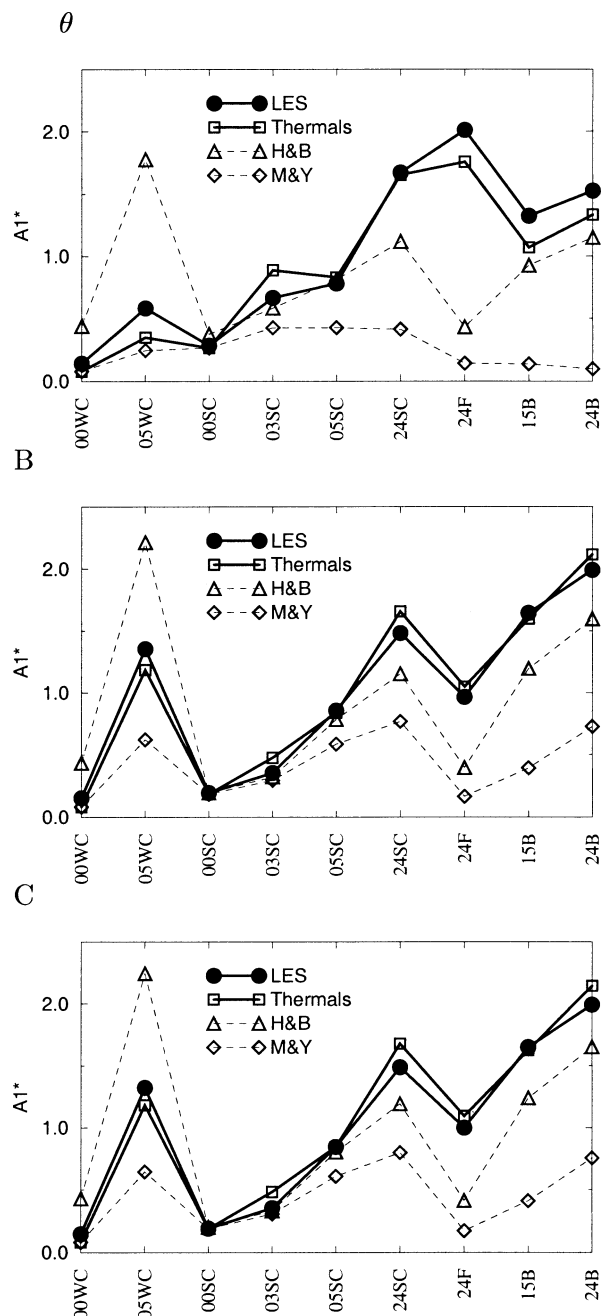 θ
2.0
1.0
0.0
A1*
LES
Thermals
H&B
M&Y
00WC
05WC
00SC
03SC
05SC
24SC
24F
15B
24B
B
2.0
1.0
0.0
A1*
LES
Thermals
H&B
M&Y
00WC
05WC
00SC
03SC
05SC
24SC
24F
15B
24B
C
2.0
1.0
0.0
A1*
LES
Thermals
H&B
M&Y
00WC
05WC
00SC
03SC
05SC
24SC
24F
15B
24B